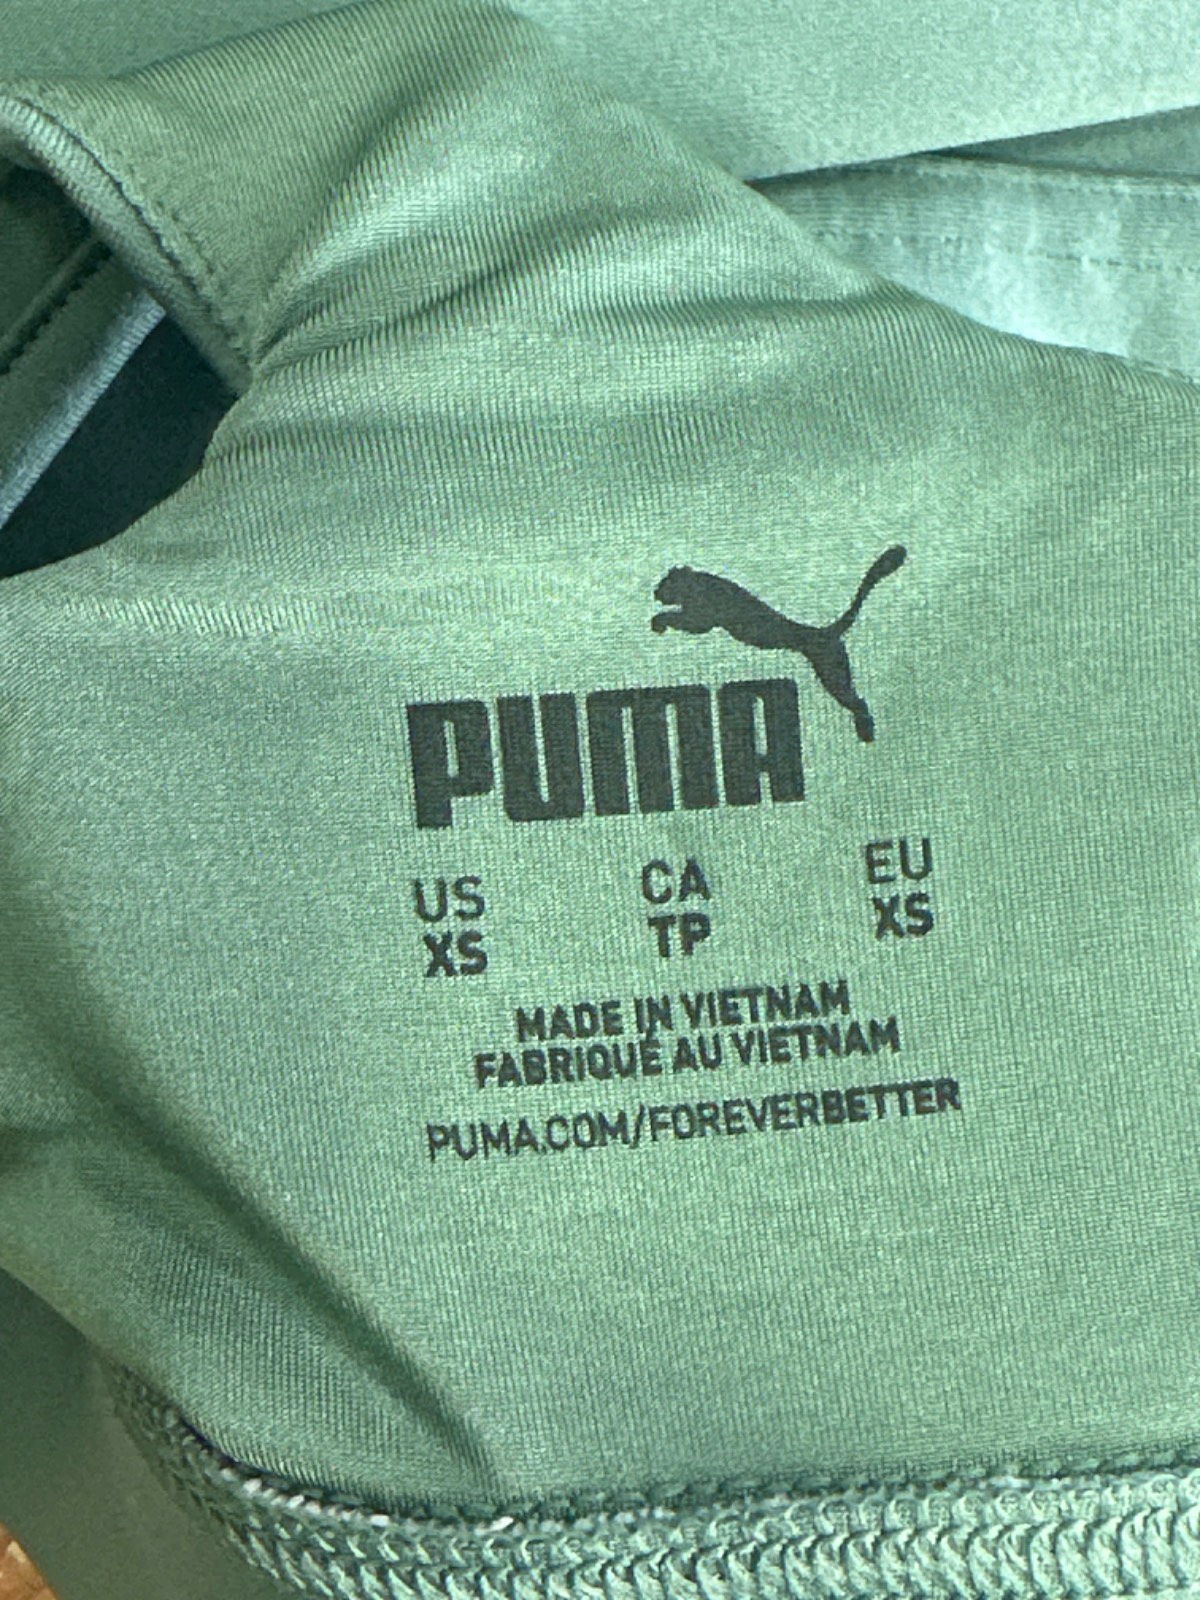 PUMA
US CA EU
XS TP XS
MADE IN VIETNAM
FABRIQUÉ AU VIETNAM
PUMA.COM/FOREVERBETTER